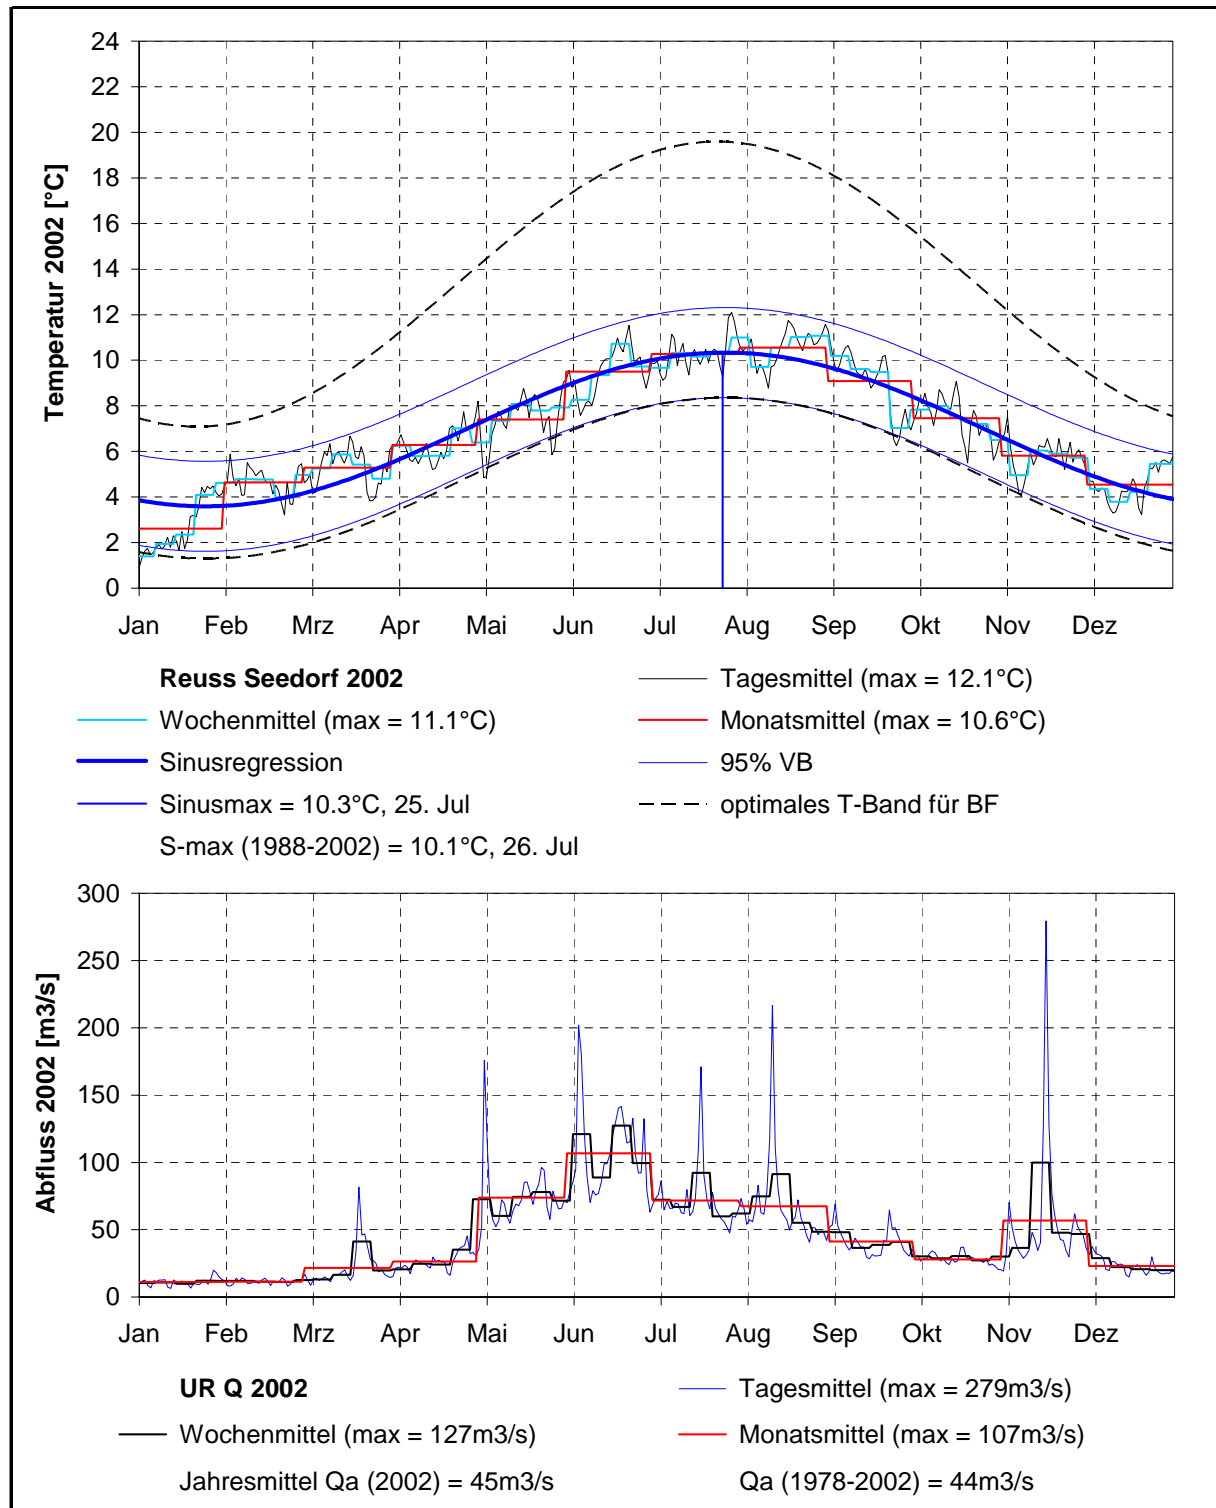 24
22
20
18
16
14
12
10
8
6
4
2
0
Temperatur 2002 [°C]
Jan Feb Mrz Apr Mai Jun Jul Aug Sep Okt Nov Dez
Reuss Seedorf 2002
Tagesmittel (max = 12.1°C)
Wochenmittel (max = 11.1°C)
Monatsmittel (max = 10.6°C)
Sinusregression
95% VB
Sinusmax = 10.3°C, 25. Jul
optimales T-Band für BF
S-max (1988-2002) = 10.1°C, 26. Jul
300
250
200
150
100
50
0
Abfluss 2002 [m3/s]
Jan Feb Mrz Apr Mai Jun Jul Aug Sep Okt Nov Dez
UR Q 2002
Tagesmittel (max = 279m3/s)
Wochenmittel (max = 127m3/s)
Monatsmittel (max = 107m3/s)
Jahresmittel Qa (2002) = 45m3/s
Qa (1978-2002) = 44m3/s